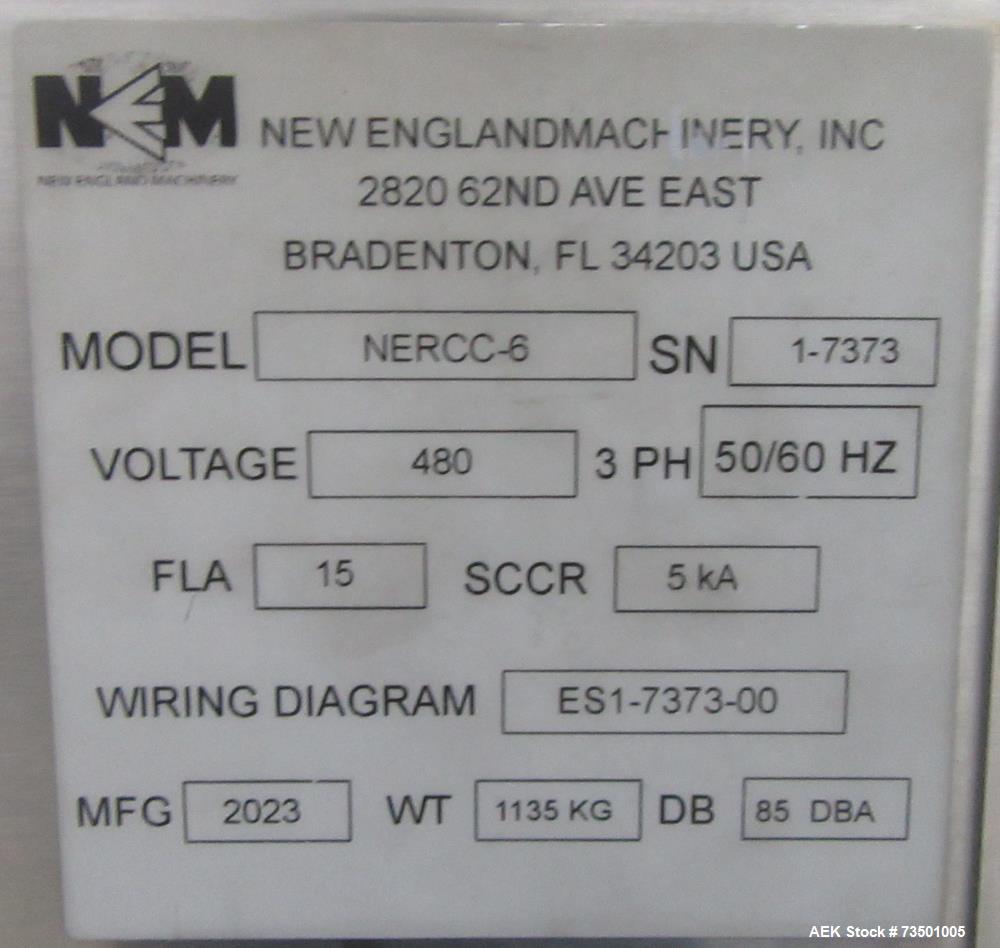 NEM
NEW ENGLAND MACHINERY
NEW ENGLANDMACHINERY, INC
2820 62ND AVE EAST
BRADENTON, FL 34203 USA
MODEL NERCC-6 SN 1-7373
VOLTAGE 480 3 PH 50/60 HZ
FLA 15 SCCR 5 kA
WIRING DIAGRAM ES1-7373-00
MFG 2023 WT 1135 KG DB 85 DBA
AEK Stock # 73501005